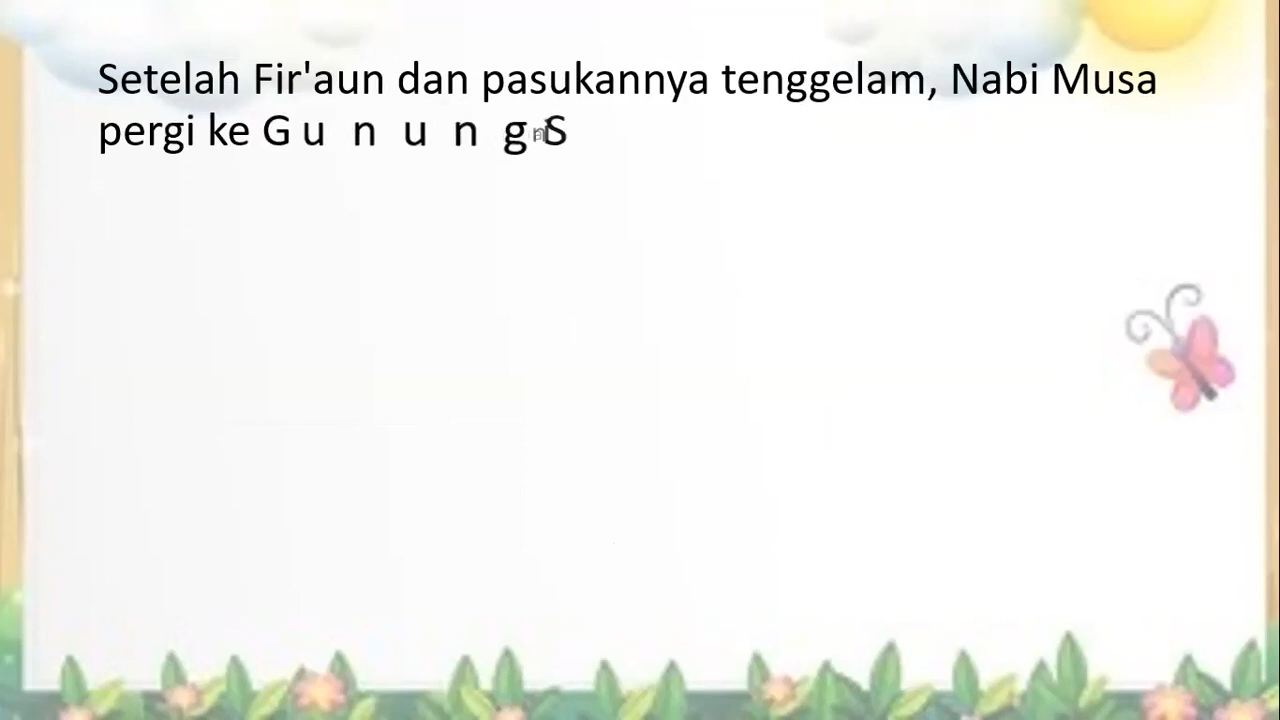 Setelah Fir'aun dan pasukannya tenggelam, Nabi Musa
pergi ke Gunung S